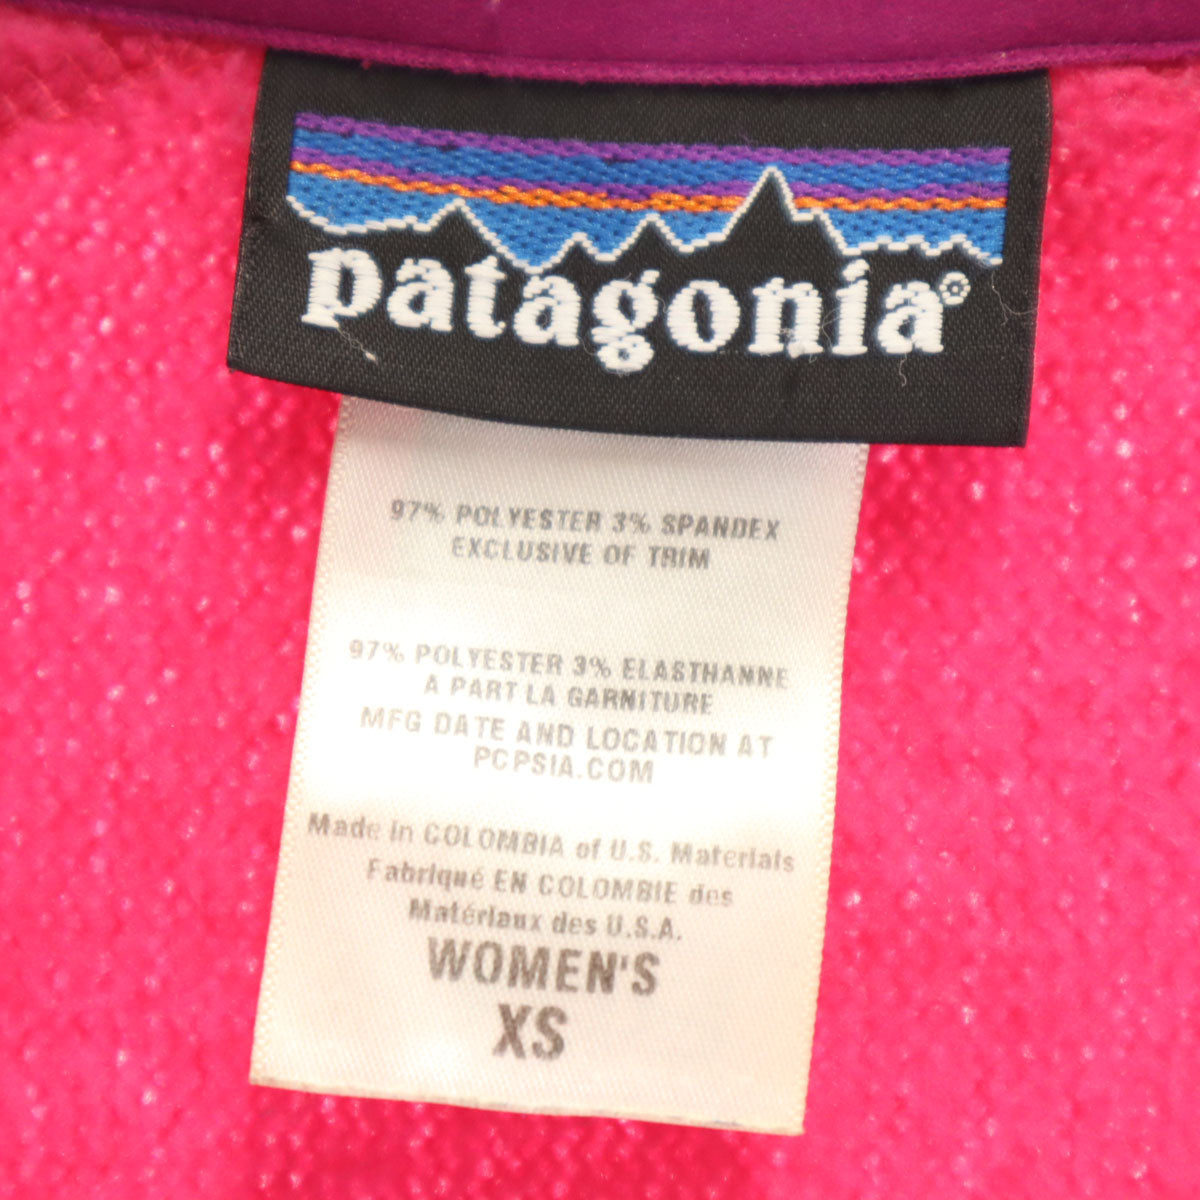 patagonia®
97% POLYESTER 3% SPANDEX
EXCLUSIVE OF TRIM
97% POLYESTER 3% ELASTHANNE
A PART LA GARNITURE
MFG DATE AND LOCATION AT
PCPSIA.COM
Made in COLOMBIA of U.S. Materials
Fabriqué EN COLOMBIE des
Matériaux des U.S.A.
WOMEN'S
XS